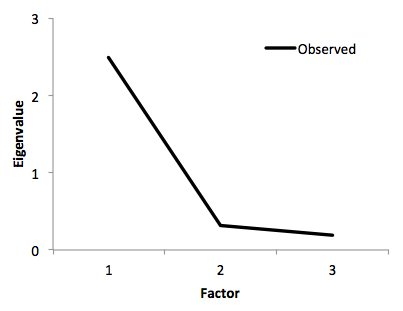 3
Observed
2
Eigenvalue
1
0
1 2 3
Factor